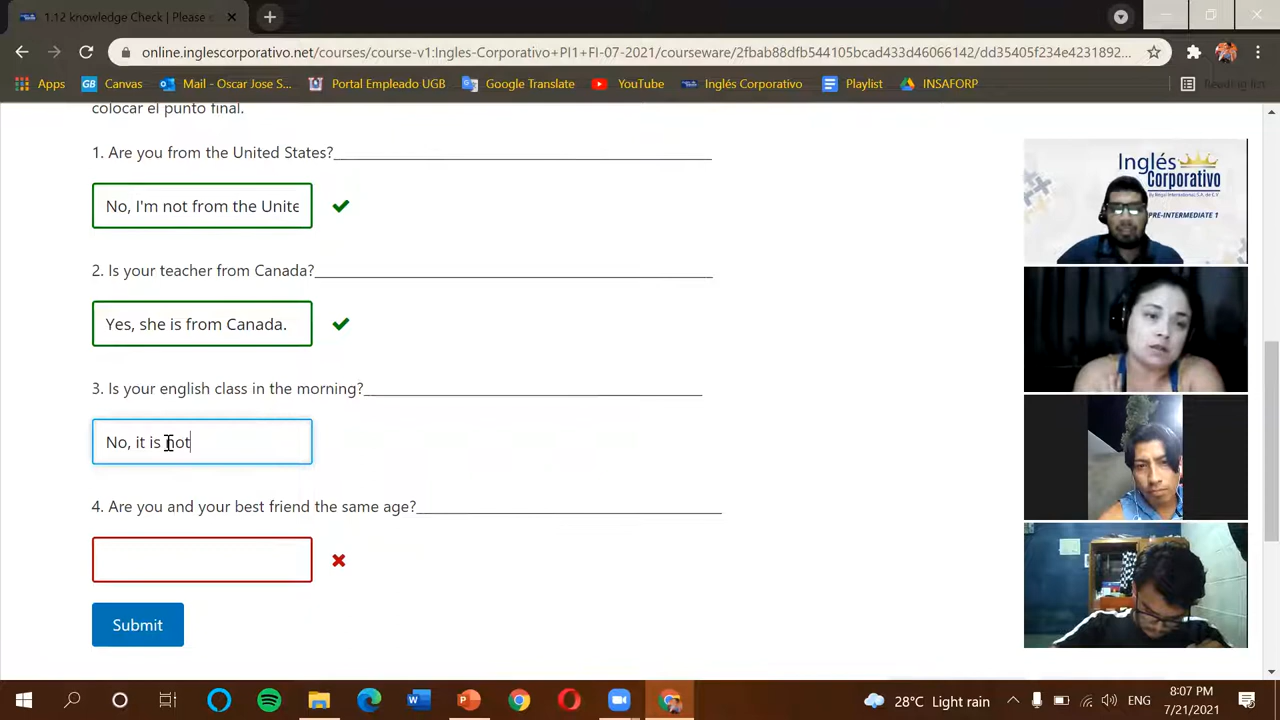 1.12 knowledge Check | Please
online.inglescorporativo.net/courses/course-v1:Ingles-Corporativo+PI1+FI-07-2021/courseware/2fbab88dfb544105bcad433d46066142/dd35405f234e4231892...
Apps Canvas Mail - Oscar Jose S... Portal Empleo UGB Google Translate YouTube Inglés Corporativo Playlist INSAFORP Reading list
colocar el punto final.
1. Are you from the United States?
No, I'm not from the Unite
2. Is your teacher from Canada?
Yes, she is from Canada.
3. Is your english class in the morning?
No, it is not
4. Are you and your best friend the same age?
Submit
Inglés
Corporativo
PRE-INTERMEDIATE 1
28°C Light rain ENG 8:07 PM
7/21/2021